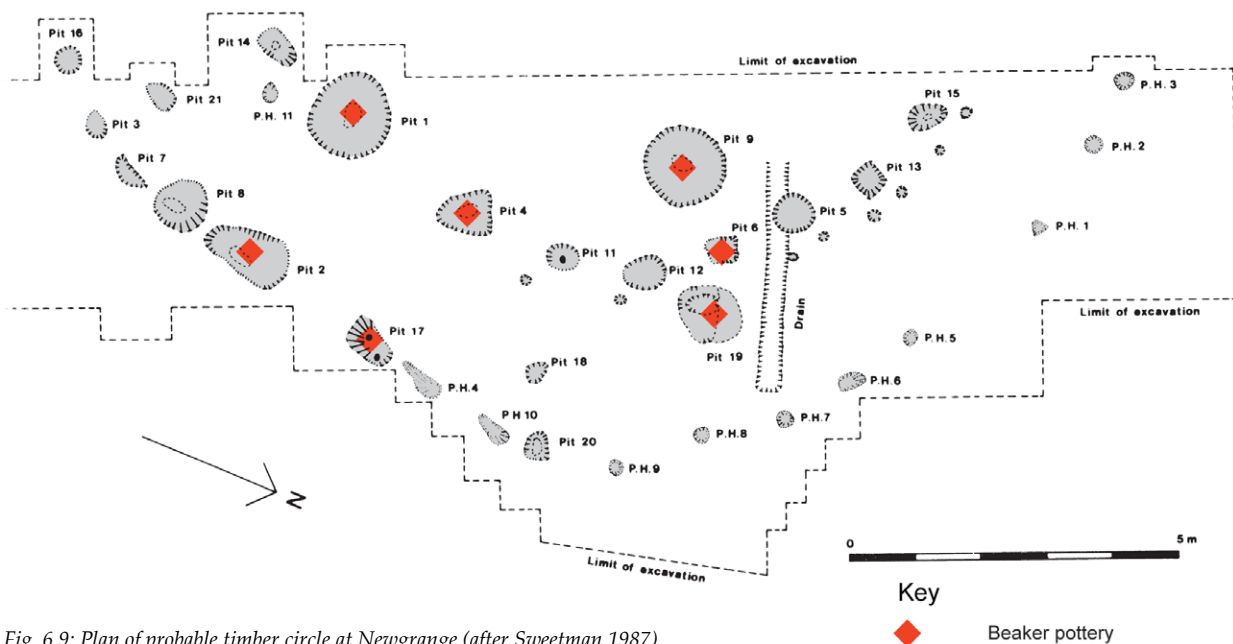 Pit 16
Pit 14
Limit of excavation
P.H. 3
Pit 21
P.H. 11
Pit 15
Pit 3
Pit 1
Pit 9
P.H. 2
Pit 7
Pit 13
Pit 8
Pit 4
Pit 5
Pit 6
P.H. 1
Pit 11
Pit 2
Pit 12
Drain
Limit of excavation
Pit 17
P.H.5
Pit 19
Pit 18
P.H.4
P.H.6
P.H.7
P.H 10
P.H.8
Pit 20
P.H.9
N
0
5 m
Limit of excavation
Key
Beaker pottery
Fig. 6.9: Plan of probable timber circle at Newgrange (after Sweetman 1987)